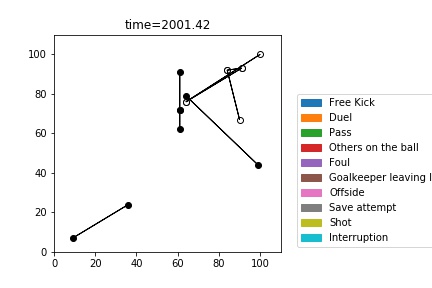 time=2001.42
100
80
60
40
20
0
0 20 40 60 80 100
Free Kick
Duel
Pass
Others on the ball
Foul
Goalkeeper leaving l
Offside
Save attempt
Shot
Interruption